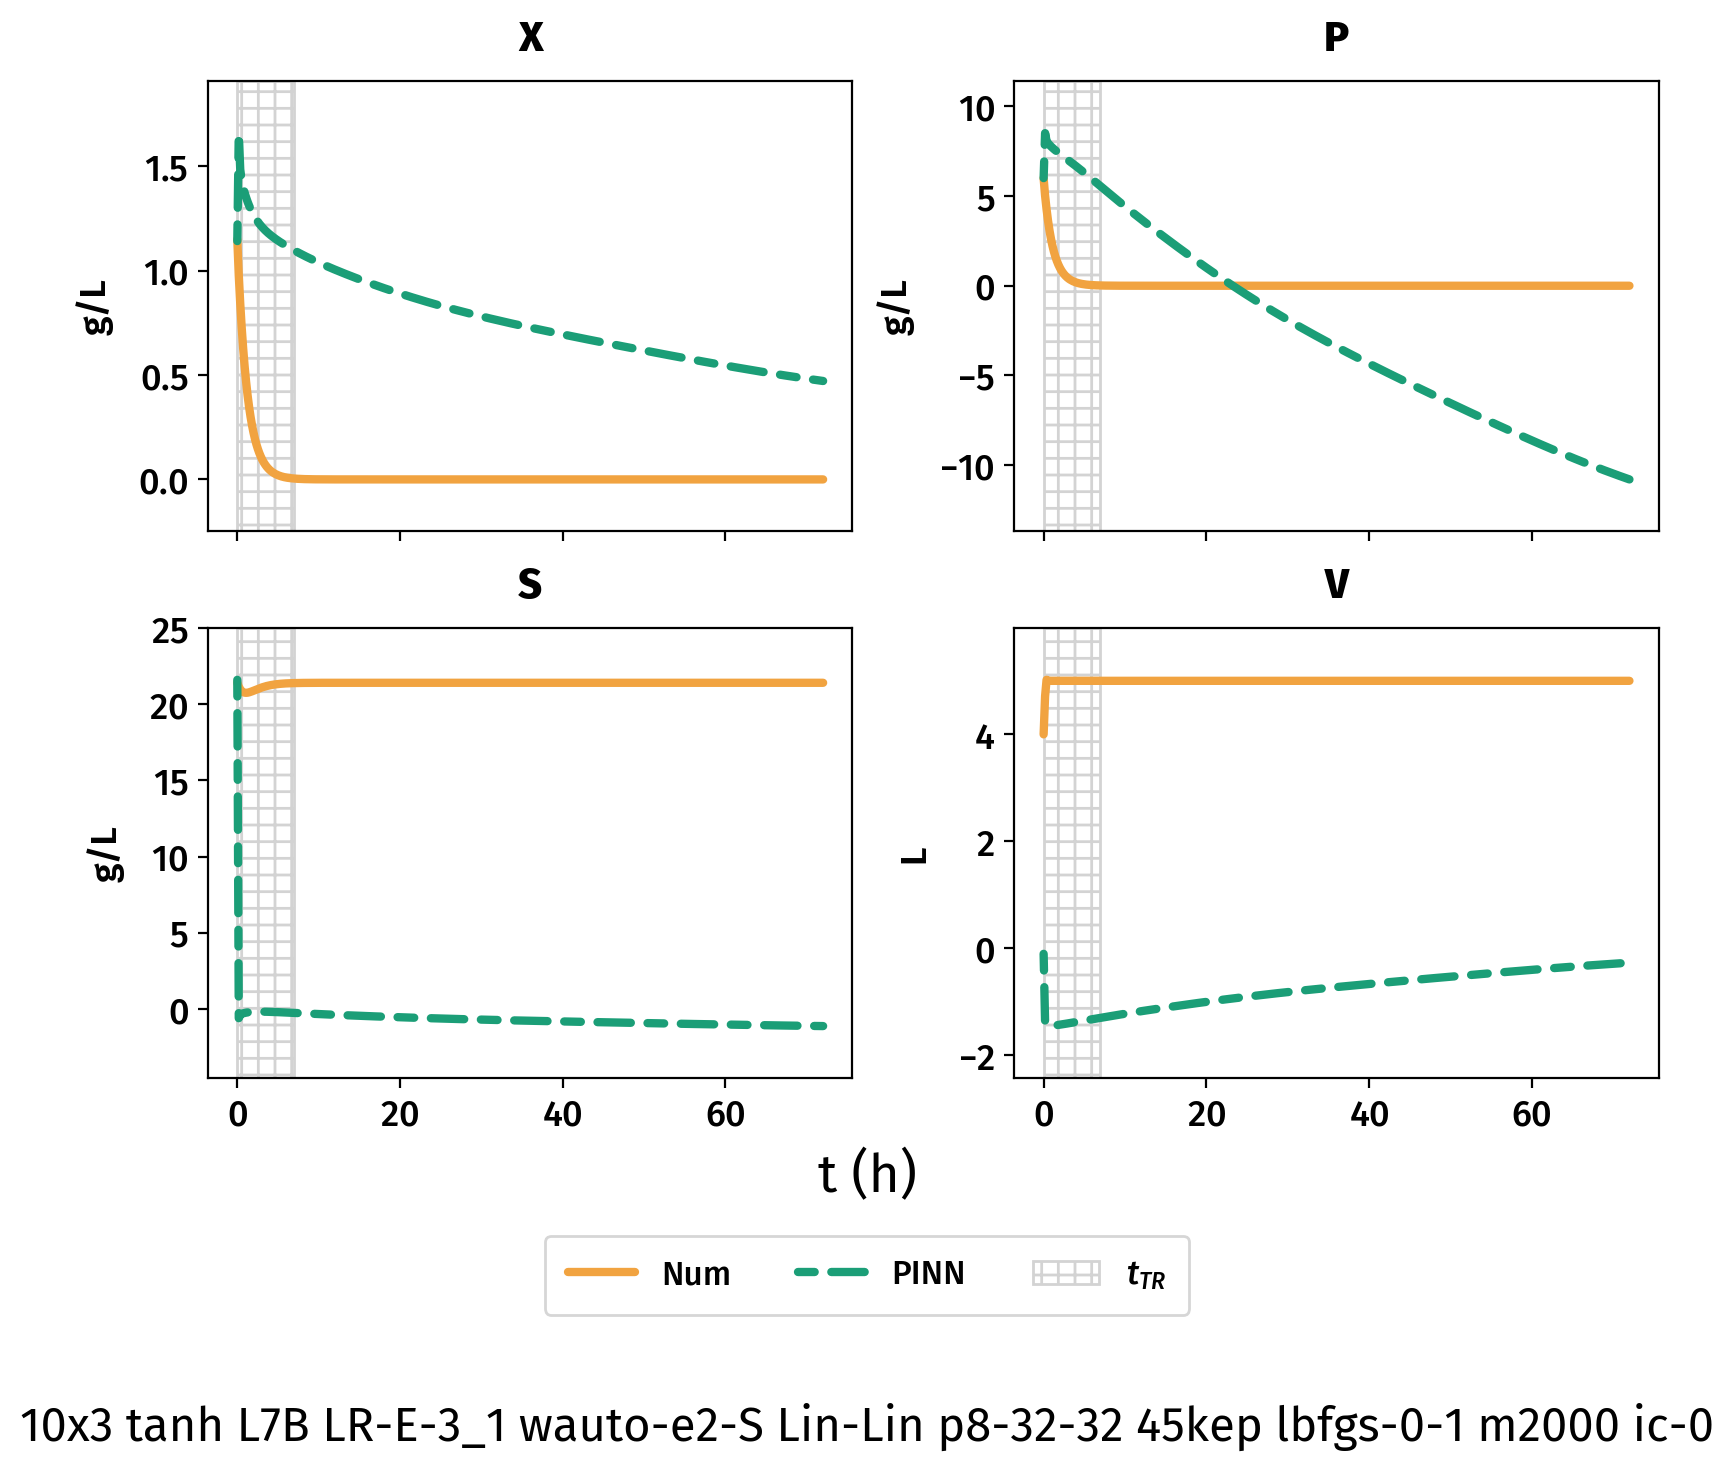 X
P
1.5
1.0
0.5
0.0
g/L
10
5
0
−5
−10
g/L
S
V
25
20
15
10
5
0
g/L
4
2
0
−2
L
0 20 40 60
0 20 40 60
t (h)
Num PINN tTR
10x3 tanh L7B LR-E-3_1 wauto-e2-S Lin-Lin p8-32-32 45kep lbfgs-0-1 m2000 ic-0